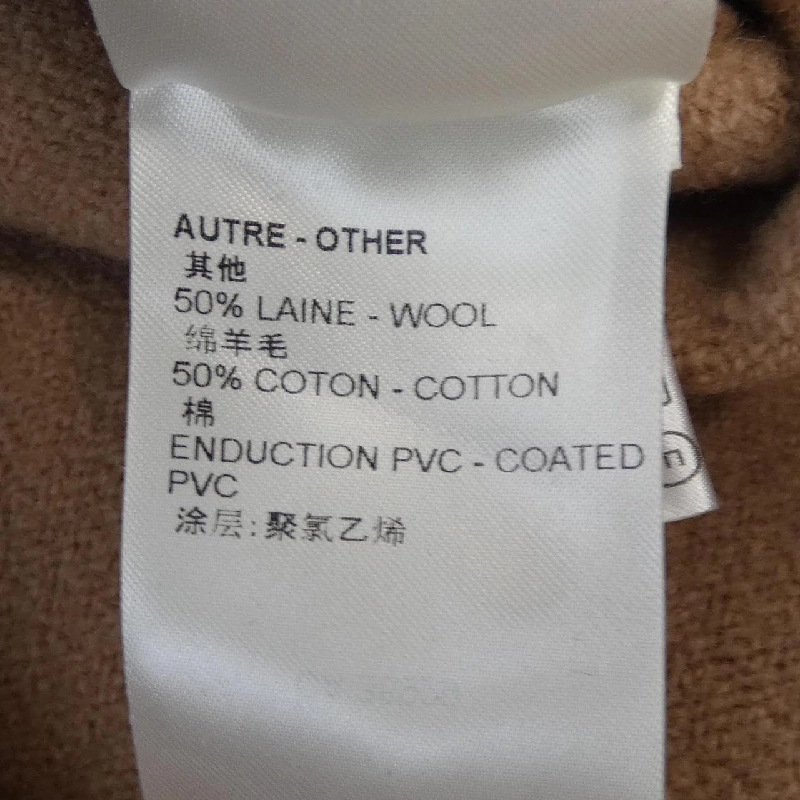 AUTRE - OTHER
其他
50% LAINE - WOOL
绵羊毛
50% COTON - COTTON
棉
ENDUCTION PVC - COATED
PVC
涂层:聚氯乙烯
E